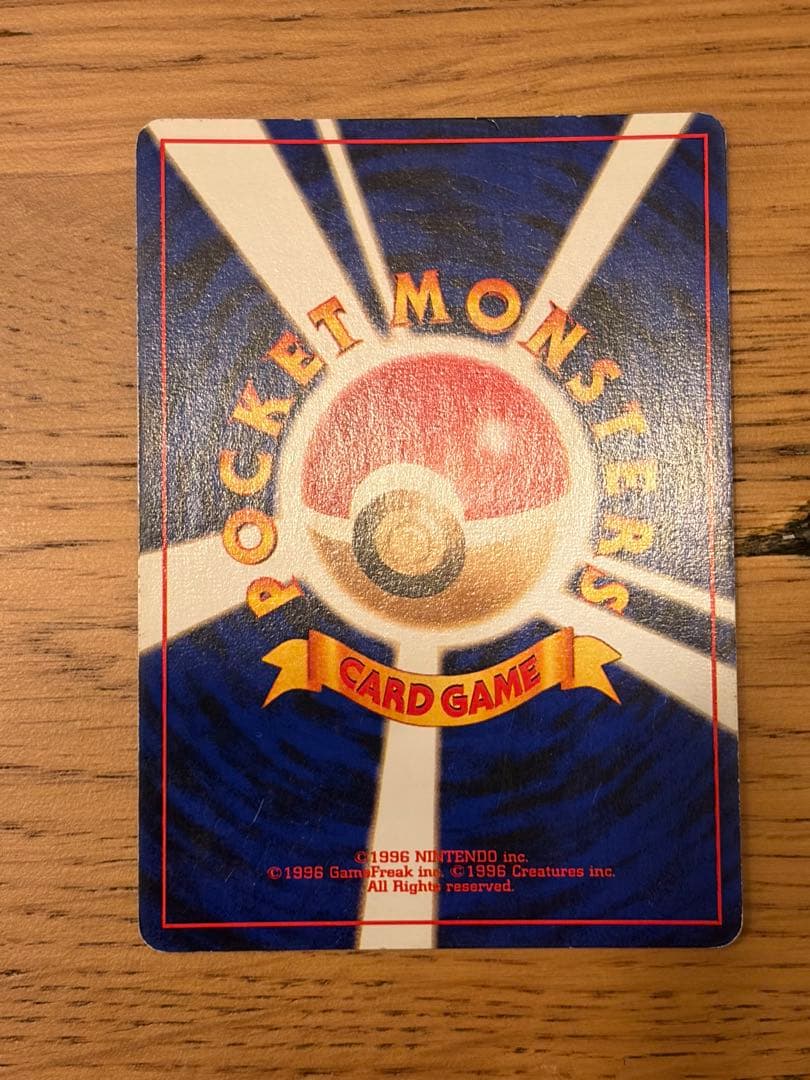 POCKET MONSTERS
CARD GAME
©1996 NINTENDO inc.
©1996 GameFreak inc. ©1996 Creatures inc.
All Rights reserved.